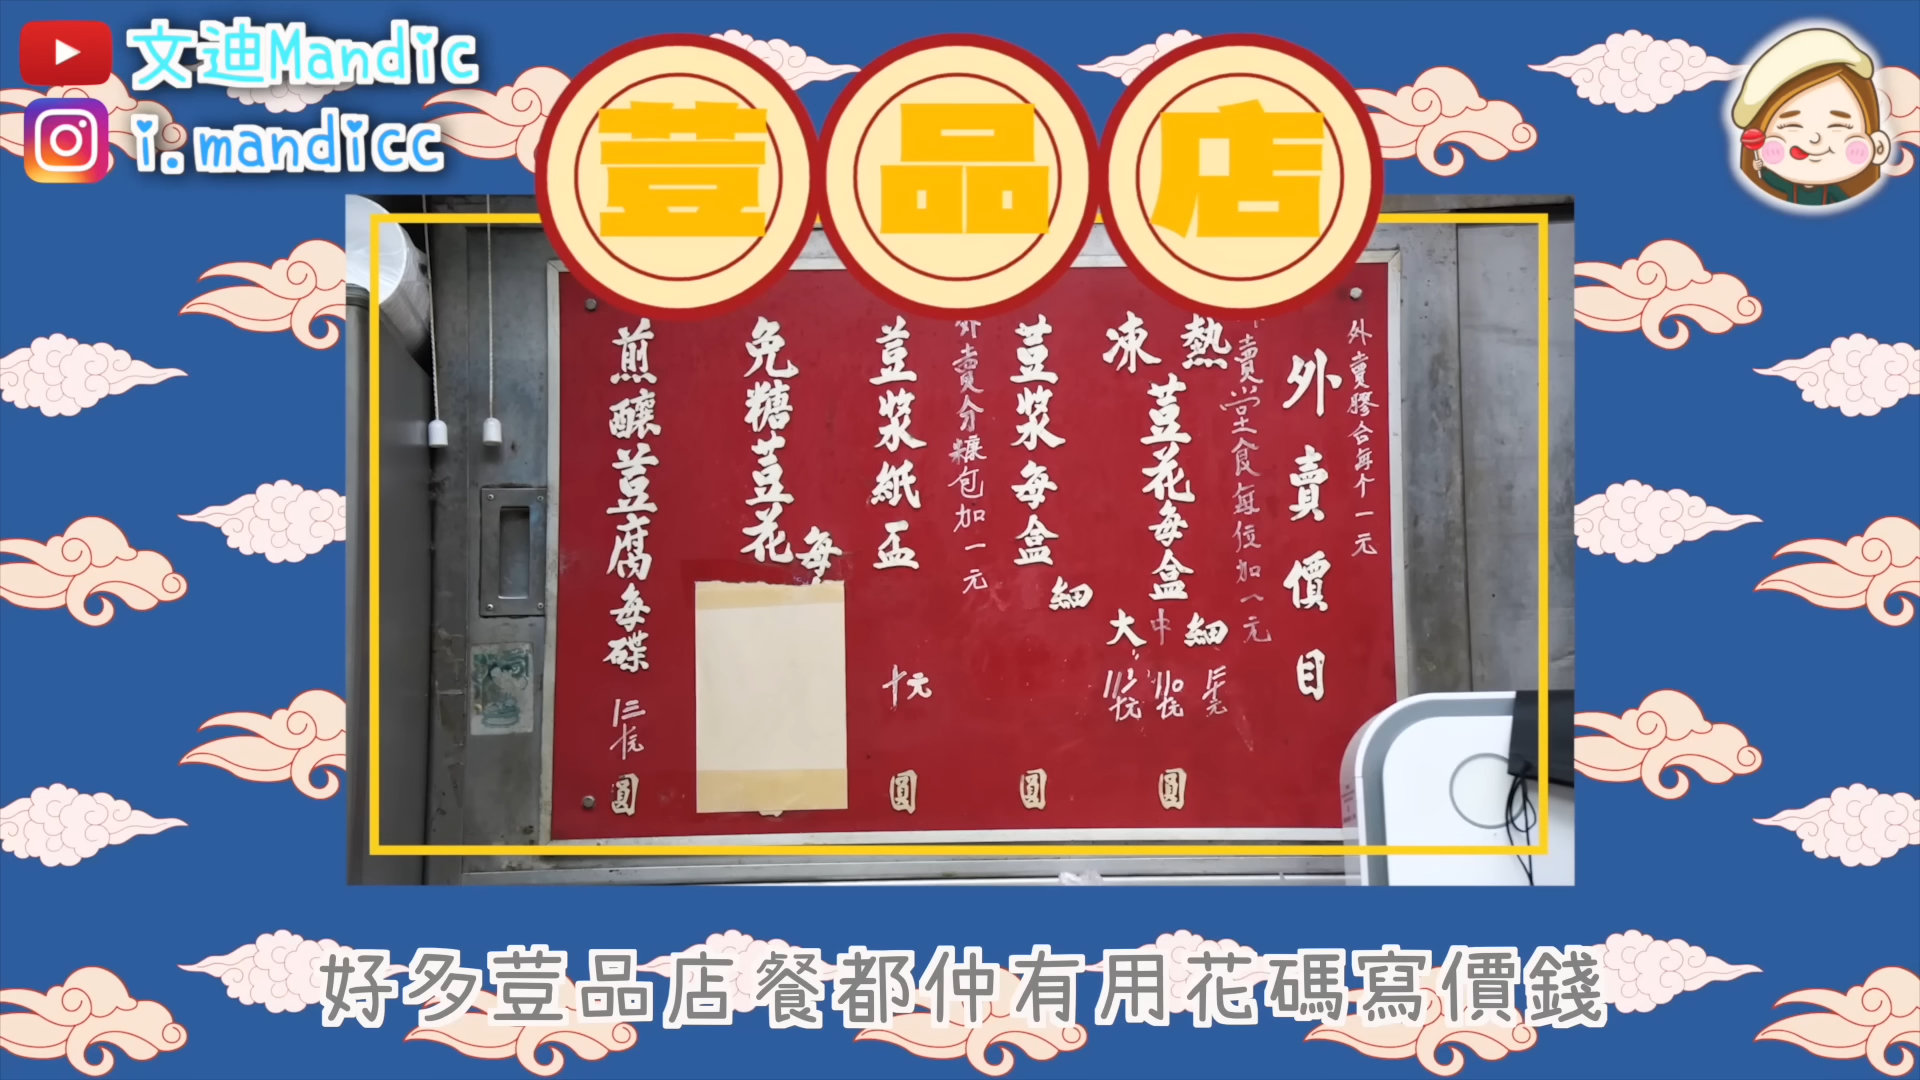 文迪Mandic
i.mandicc
荳品店
外賣膠合每个一元
外賣價目
賣堂食每位加一元
熱
凍
荳花每盒
細
中
大
荳漿每盒
細
圓
圓
外賣分糖包加一元
荳漿紙盃
十元
圓
免糖荳花
每
煎釀荳腐每碟
圓
好多荳品店餐都仲有用花碼寫價錢